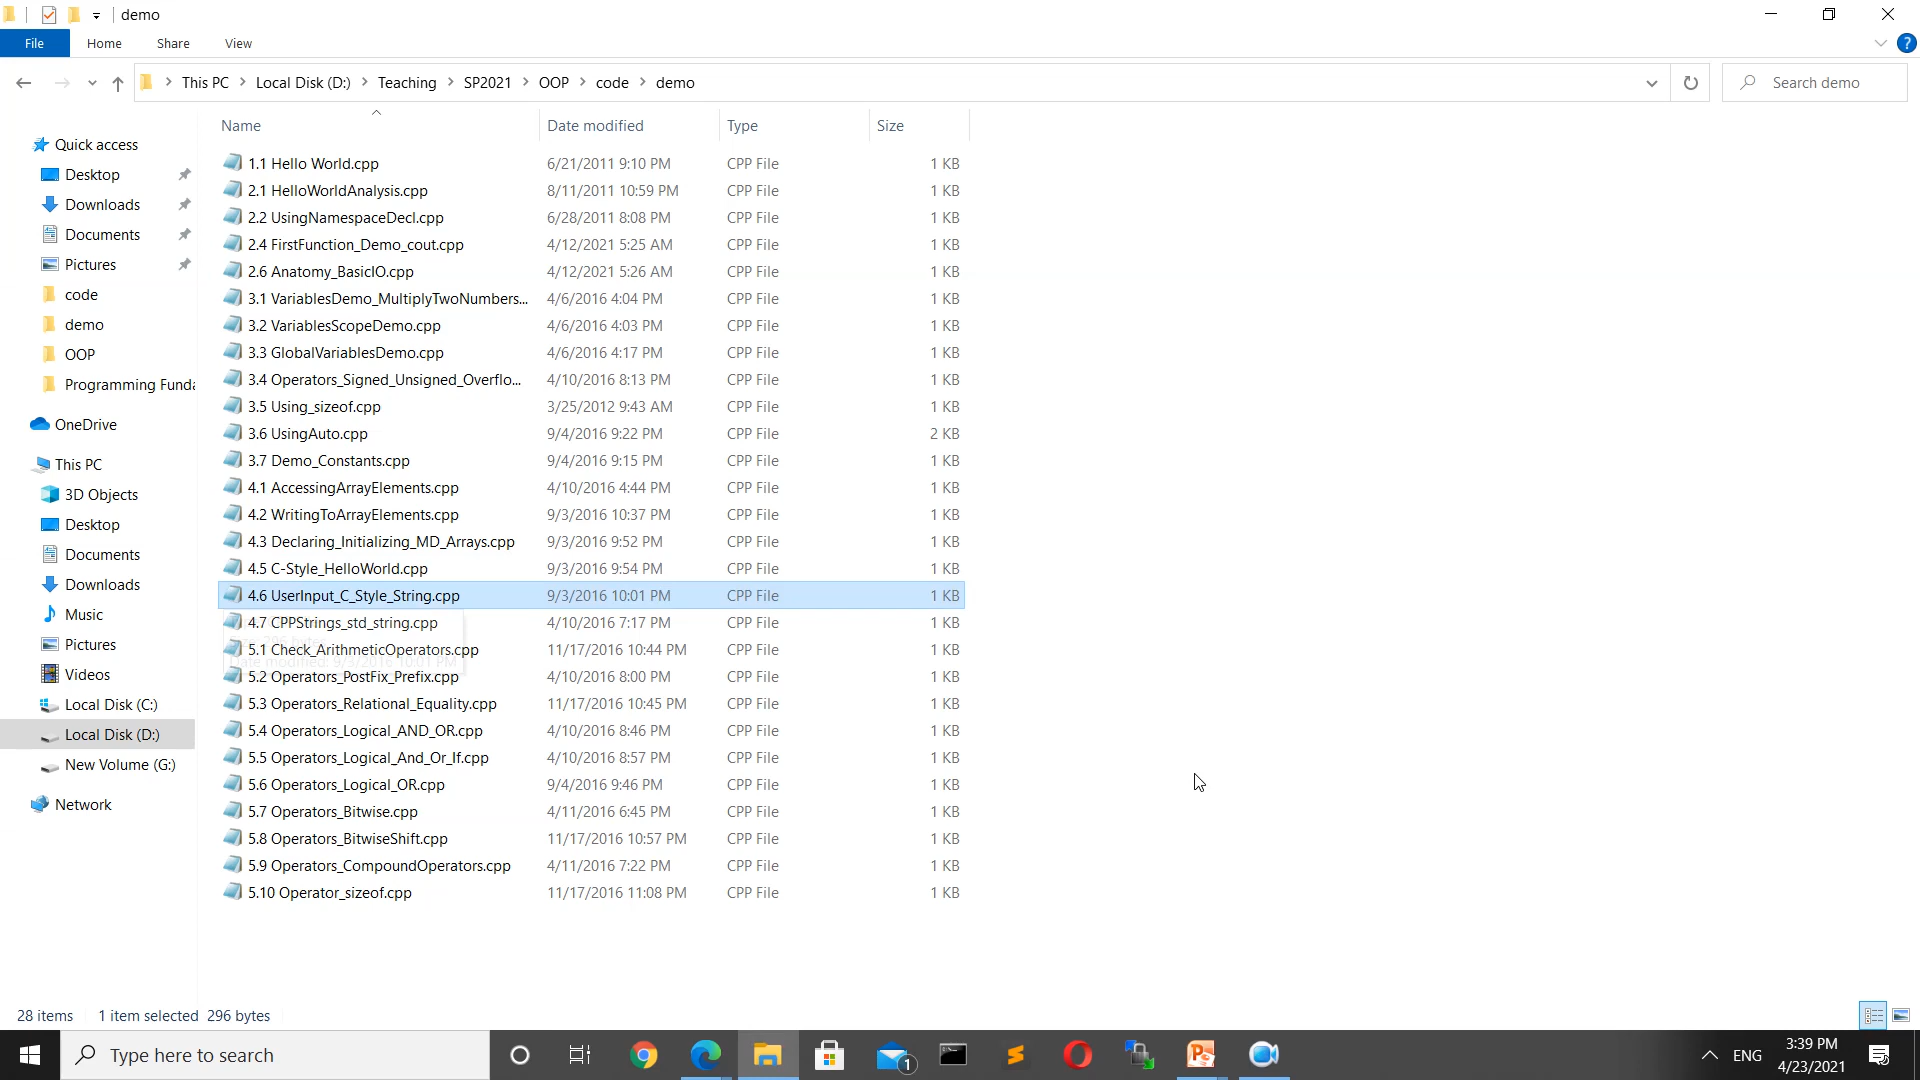 demo
File Home Share View ?
This PC Local Disk (D:) Teaching SP2021 OOP code demo Search demo
Name Date modified Type Size
Quick access
Desktop
Downloads
Documents
Pictures
code
demo
OOP
Programming Funda
OneDrive
This PC
3D Objects
Desktop
Documents
Downloads
Music
Pictures
Videos
Local Disk (C:)
Local Disk (D:)
New Volume (G:)
Network
1.1 Hello World.cpp 6/21/2011 9:10 PM CPP File 1 KB
2.1 HelloWorldAnalysis.cpp 8/11/2011 10:59 PM CPP File 1 KB
2.2 UsingNamespaceDecl.cpp 6/28/2011 8:08 PM CPP File 1 KB
2.4 FirstFunction_Demo_cout.cpp 4/12/2021 5:25 AM CPP File 1 KB
2.6 Anatomy_BasicIO.cpp 4/12/2021 5:26 AM CPP File 1 KB
3.1 VariablesDemo_MultiplyTwoNumbers... 4/6/2016 4:04 PM CPP File 1 KB
3.2 VariablesScopeDemo.cpp 4/6/2016 4:03 PM CPP File 1 KB
3.3 GlobalVariablesDemo.cpp 4/6/2016 4:17 PM CPP File 1 KB
3.4 Operators_Signed_Unsigned_Overflo... 4/10/2016 8:13 PM CPP File 1 KB
3.5 Using_sizeof.cpp 3/25/2012 9:43 AM CPP File 1 KB
3.6 UsingAuto.cpp 9/4/2016 9:22 PM CPP File 2 KB
3.7 Demo_Constants.cpp 9/4/2016 9:15 PM CPP File 1 KB
4.1 AccessingArrayElements.cpp 4/10/2016 4:44 PM CPP File 1 KB
4.2 WritingToArrayElements.cpp 9/3/2016 10:37 PM CPP File 1 KB
4.3 Declaring_Initializing_MD_Arrays.cpp 9/3/2016 9:52 PM CPP File 1 KB
4.5 C-Style_HelloWorld.cpp 9/3/2016 9:54 PM CPP File 1 KB
4.6 UserInput_C_Style_String.cpp 9/3/2016 10:01 PM CPP File 1 KB
4.7 CPPStrings_std_string.cpp 4/10/2016 7:17 PM CPP File 1 KB
Size: 296 bytes
5.1 Check_ArithmeticOperators.cpp 11/17/2016 10:44 PM CPP File 1 KB
Date modified: 9/3/2016 10:01 PM
5.2 Operators_PostFix_Prefix.cpp 4/10/2016 8:00 PM CPP File 1 KB
5.3 Operators_Relational_Equality.cpp 11/17/2016 10:45 PM CPP File 1 KB
5.4 Operators_Logical_AND_OR.cpp 4/10/2016 8:46 PM CPP File 1 KB
5.5 Operators_Logical_And_Or_If.cpp 4/10/2016 8:57 PM CPP File 1 KB
5.6 Operators_Logical_OR.cpp 9/4/2016 9:46 PM CPP File 1 KB
5.7 Operators_Bitwise.cpp 4/11/2016 6:45 PM CPP File 1 KB
5.8 Operators_BitwiseShift.cpp 11/17/2016 10:57 PM CPP File 1 KB
5.9 Operators_CompoundOperators.cpp 4/11/2016 7:22 PM CPP File 1 KB
5.10 Operator_sizeof.cpp 11/17/2016 11:08 PM CPP File 1 KB
28 items 1 item selected 296 bytes
Type here to search 1 ENG 3:39 PM
4/23/2021